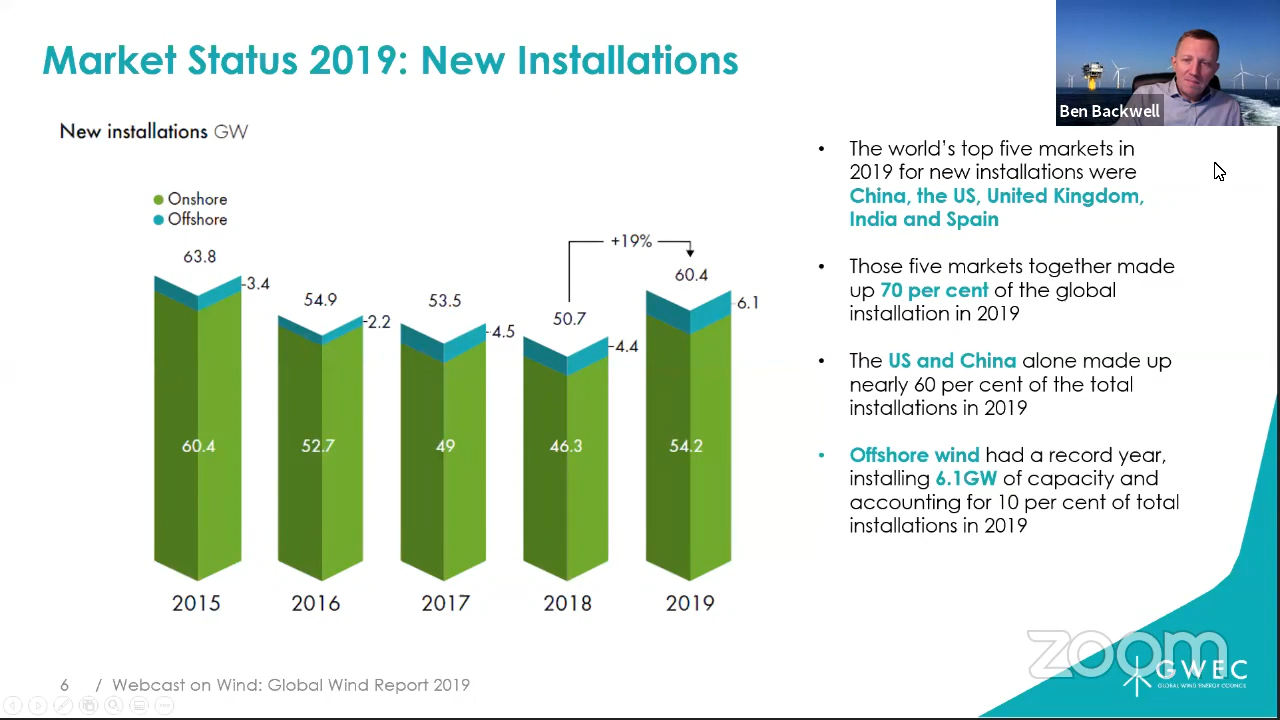 Market Status 2019: New Installations
Ben Backwell
New installations GW
Onshore
Offshore
63.8
3.4
60.4
2015
54.9
2.2
52.7
2016
53.5
4.5
49
2017
50.7
4.4
46.3
2018
+19%
60.4
6.1
54.2
2019
• The world's top five markets in
2019 for new installations were
China, the US, United Kingdom,
India and Spain
• Those five markets together made
up 70 per cent of the global
installation in 2019
• The US and China alone made up
nearly 60 per cent of the total
installations in 2019
• Offshore wind had a record year,
installing 6.1GW of capacity and
accounting for 10 per cent of total
installations in 2019
zoom
GWEC
GLOBAL WIND ENERGY COUNCIL
6 / Webcast on Wind: Global Wind Report 2019